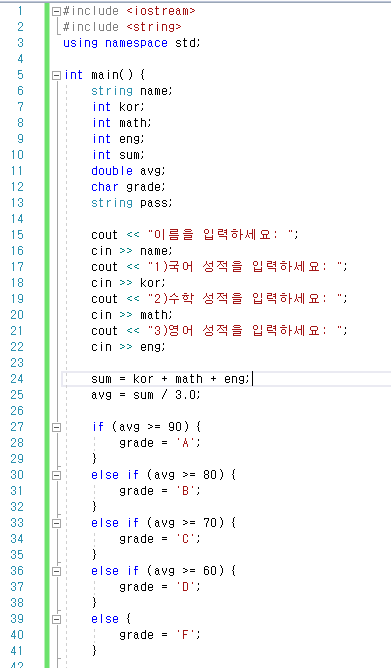 1 #include <iostream>
2 #include <string>
3 using namespace std;
4
5 int main() {
6 string name;
7 int kor;
8 int math;
9 int eng;
10 int sum;
11 double avg;
12 char grade;
13 string pass;
14
15 cout << "이름을 입력하세요: ";
16 cin >> name;
17 cout << "1)국어 성적을 입력하세요: ";
18 cin >> kor;
19 cout << "2)수학 성적을 입력하세요: ";
20 cin >> math;
21 cout << "3)영어 성적을 입력하세요: ";
22 cin >> eng;
23
24 sum = kor + math + eng;
25 avg = sum / 3.0;
26
27 if (avg >= 90) {
28 grade = 'A';
29 }
30 else if (avg >= 80) {
31 grade = 'B';
32 }
33 else if (avg >= 70) {
34 grade = 'C';
35 }
36 else if (avg >= 60) {
37 grade = 'D';
38 }
39 else {
40 grade = 'F';
41 }
42